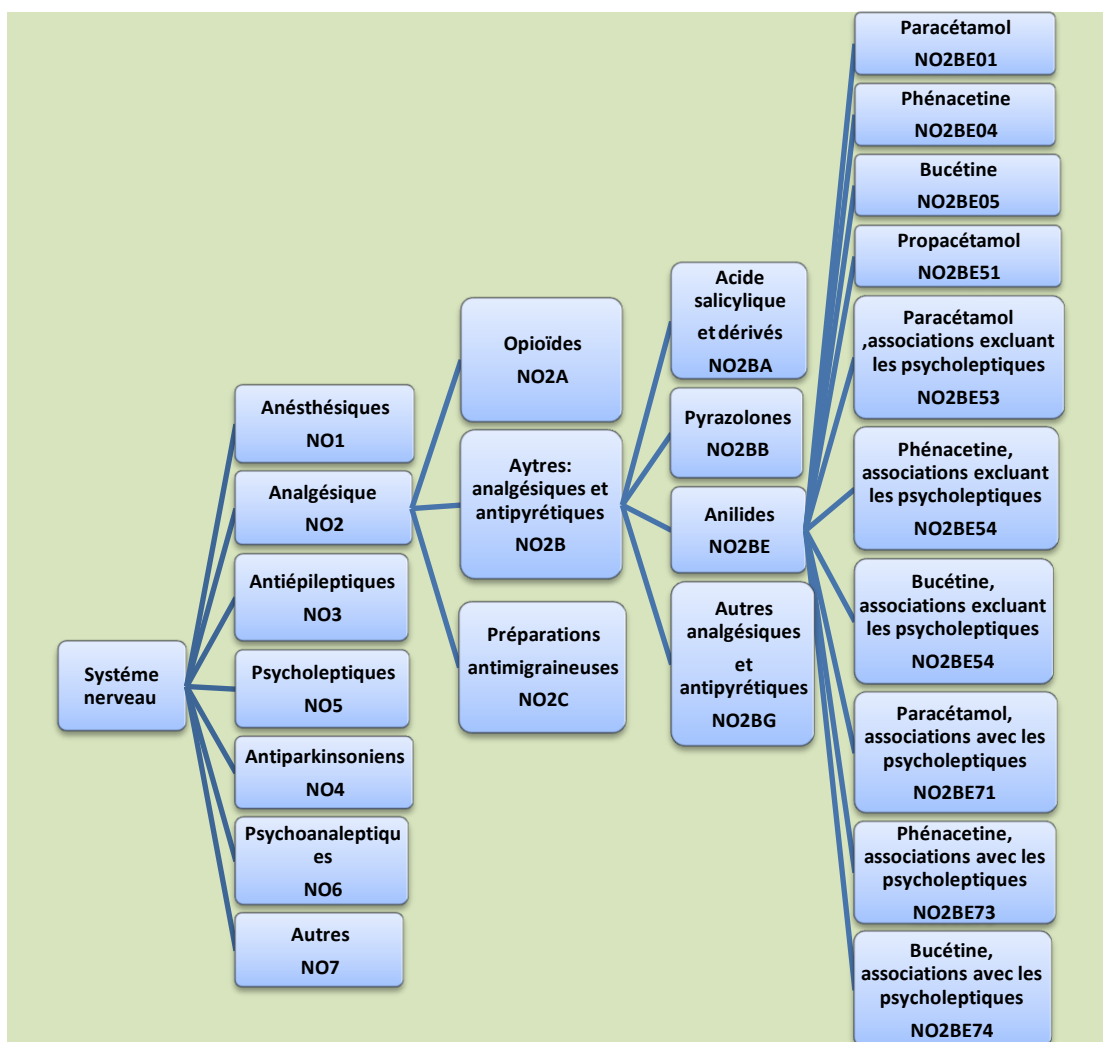 Systéme
nerveau
Anésthésiques
NO1
Analgésique
NO2
Antiépileptiques
NO3
Psycholeptiques
NO5
Antiparkinsoniens
NO4
Psychoanaleptiqu
es
NO6
Autres
NO7
Opioïdes
NO2A
Aytres:
analgésiques et
antipyrétiques
NO2B
Préparations
antimigraineuses
NO2C
Acide
salicylique
et dérivés
NO2BA
Pyrazolones
NO2BB
Anilides
NO2BE
Autres
analgésiques
et
antipyrétiques
NO2BG
Paracétamol
NO2BE01
Phénacetine
NO2BE04
Bucétine
NO2BE05
Propacétamol
NO2BE51
Paracétamol
,associations excluant
les psycholeptiques
NO2BE53
Phénacetine,
associations excluant
les psycholeptiques
NO2BE54
Bucétine,
associations excluant
les psycholeptiques
NO2BE54
Paracétamol,
associations avec les
psycholeptiques
NO2BE71
Phénacetine,
associations avec les
psycholeptiques
NO2BE73
Bucétine,
associations avec les
psycholeptiques
NO2BE74